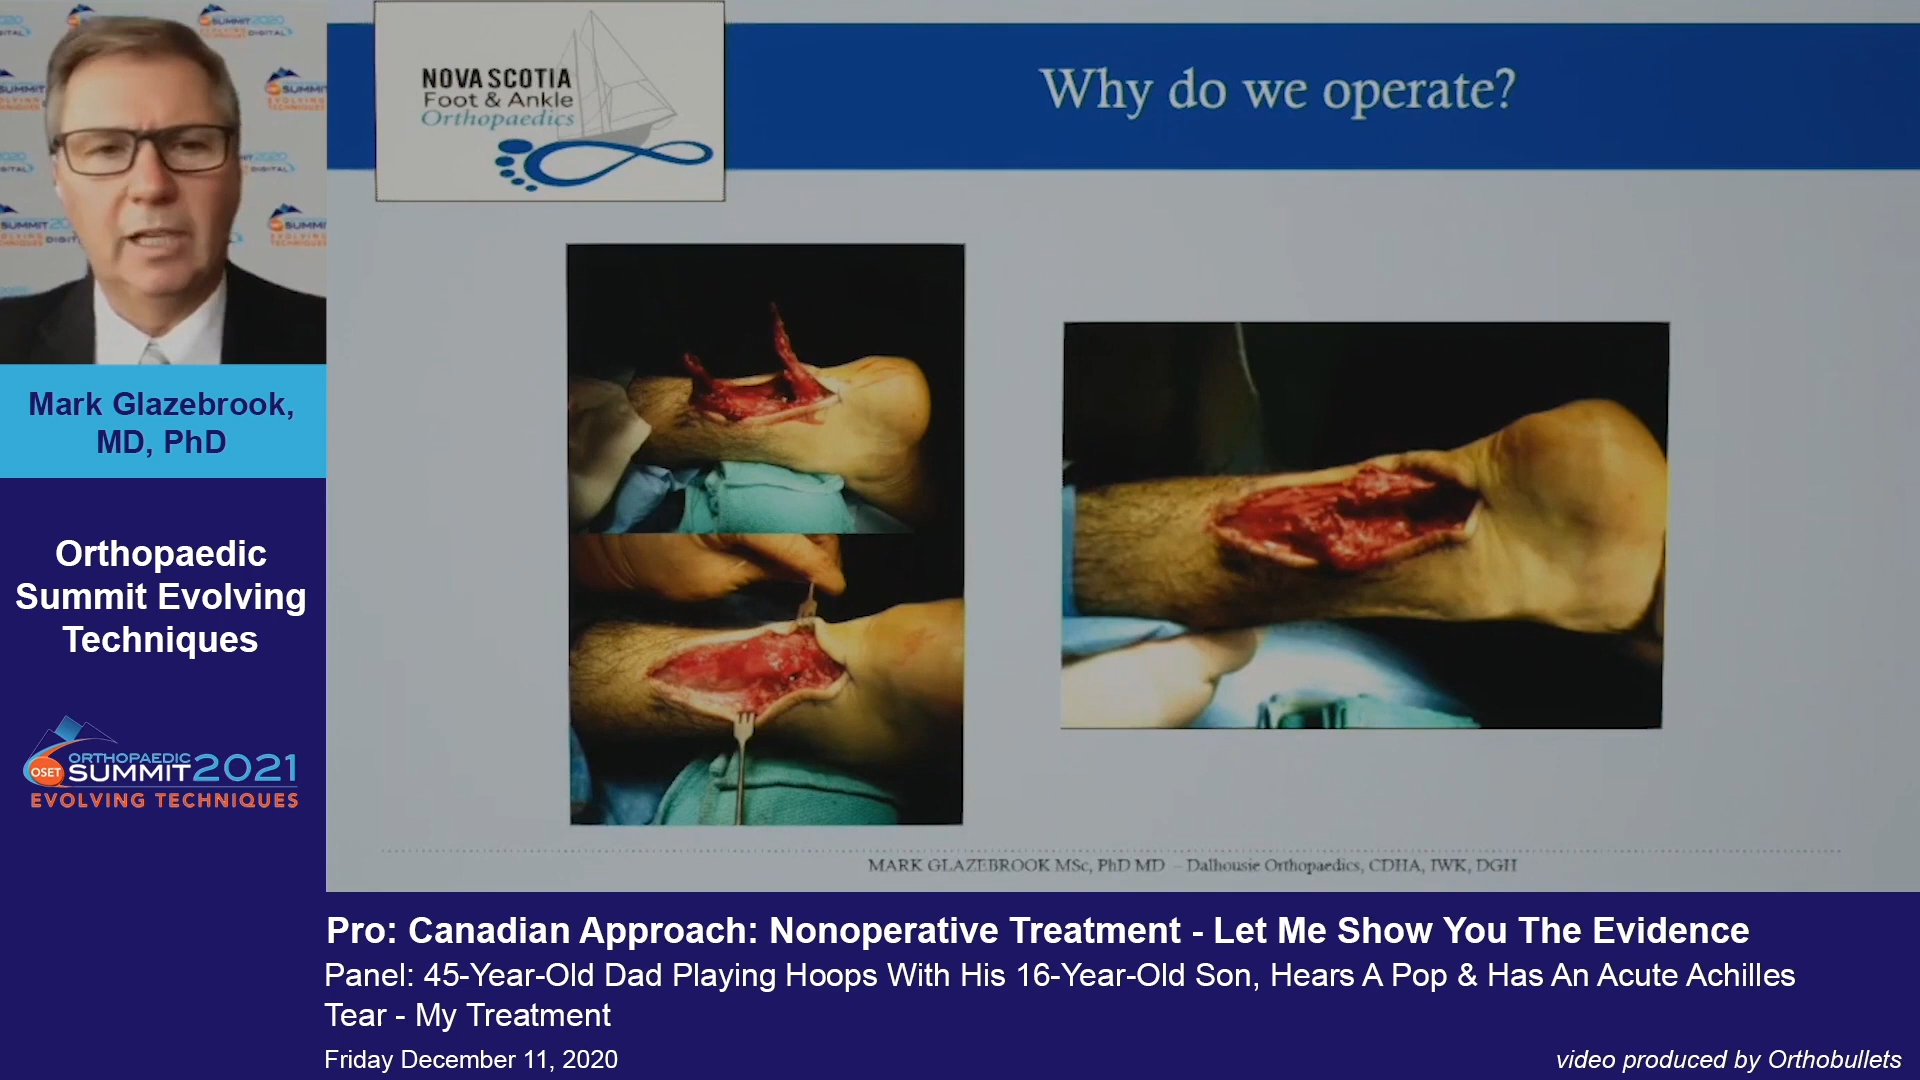 NOVA SCOTIA
Foot & Ankle
Orthopaedics
Why do we operate?
Mark Glazebrook,
MD, PhD
Orthopaedic
Summit Evolving
Techniques
ORTHOPAEDIC
OSET
SUMMIT 2021
EVOLVING TECHNIQUES
MARK GLAZEBROOK MSc, PhD MD – Dalhousie Orthopaedics, CDHA, IWK, DGH
Pro: Canadian Approach: Nonoperative Treatment - Let Me Show You The Evidence
Panel: 45-Year-Old Dad Playing Hoops With His 16-Year-Old Son, Hears A Pop & Has An Acute Achilles
Tear - My Treatment
Friday December 11, 2020
video produced by Orthobullets